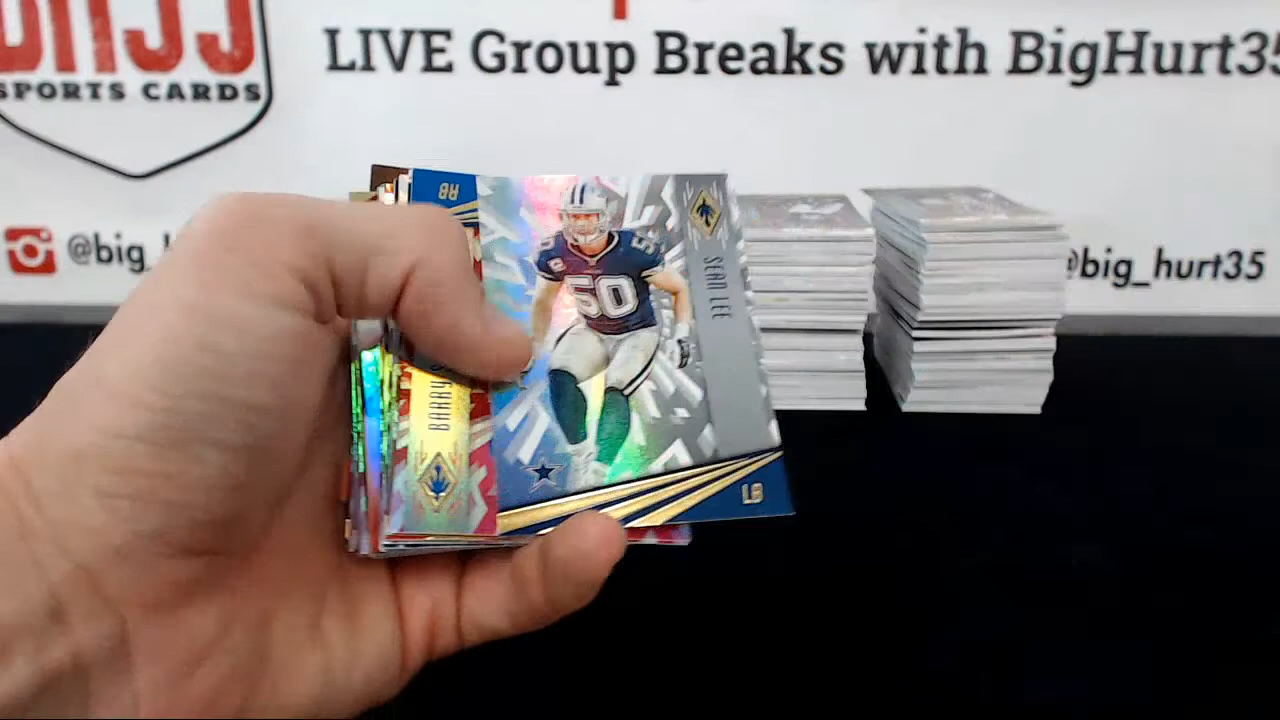 LIVE Group Breaks with BigHurt35
SPORTS CARDS
@big_
@big_hurt35
RB
SEAN LEE
50
BARRY
LB